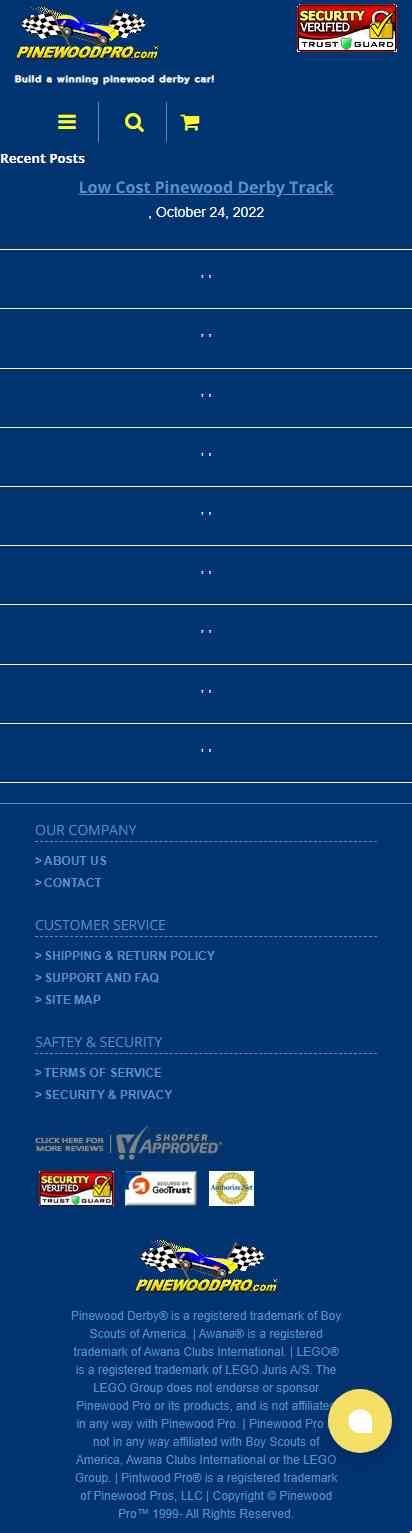 PINEWOODPRO.com
SECURITY
VERIFIED
TRUST GUARD
Build a winning pinewood derby car!
Recent Posts
Low Cost Pinewood Derby Track
, October 24, 2022
, ,
, ,
, ,
, ,
, ,
, ,
, ,
, ,
, ,
OUR COMPANY
> ABOUT US
> CONTACT
CUSTOMER SERVICE
> SHIPPING & RETURN POLICY
> SUPPORT AND FAQ
> SITE MAP
SAFTEY & SECURITY
> TERMS OF SERVICE
> SECURITY & PRIVACY
CLICK HERE FOR
MORE REVIEWS
SHOPPER
APPROVED
SECURITY
VERIFIED
TRUST GUARD
SECURED BY
GeoTrust
Authorize.Net
PINEWOODPRO.com
Pinewood Derby® is a registered trademark of Boy
Scouts of America. | Awana® is a registered
trademark of Awana Clubs International. | LEGO®
is a registered trademark of LEGO Juris A/S. The
LEGO Group does not endorse or sponsor
Pinewood Pro or its products, and is not affiliated
in any way with Pinewood Pro. | Pinewood Pro
not in any way affiliated with Boy Scouts of
America, Awana Clubs International or the LEGO
Group. | Pintwood Pro® is a registered trademark
of Pinewood Pros, LLC | Copyright © Pinewood
Pro™ 1999- All Rights Reserved.